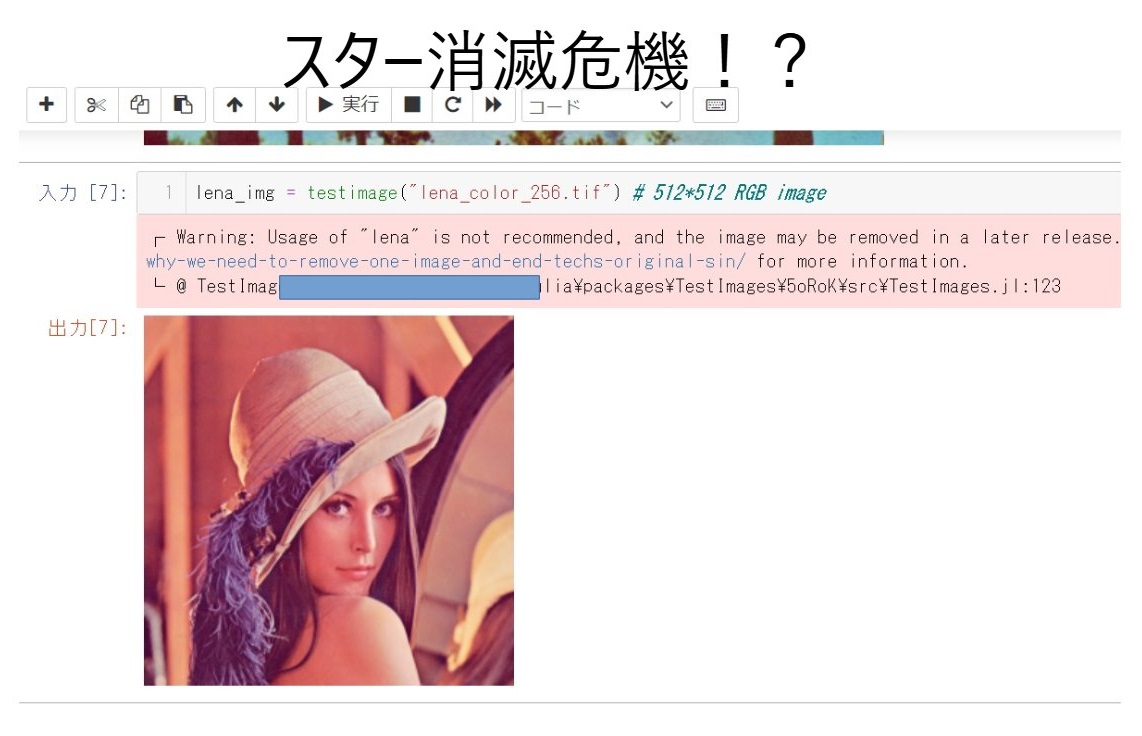 スター消滅危機！？
実行 コード
入力 [7]: 1 lena_img = testimage("lena_color_256.tif") # 512*512 RGB image
┌ Warning: Usage of "lena" is not recommended, and the image may be removed in a later release.
why-we-need-to-remove-one-image-and-end-techs-original-sin/ for more information.
└ @ TestImag lia¥packages¥TestImages¥5oRoK¥src¥TestImages.jl:123
出力[7]: